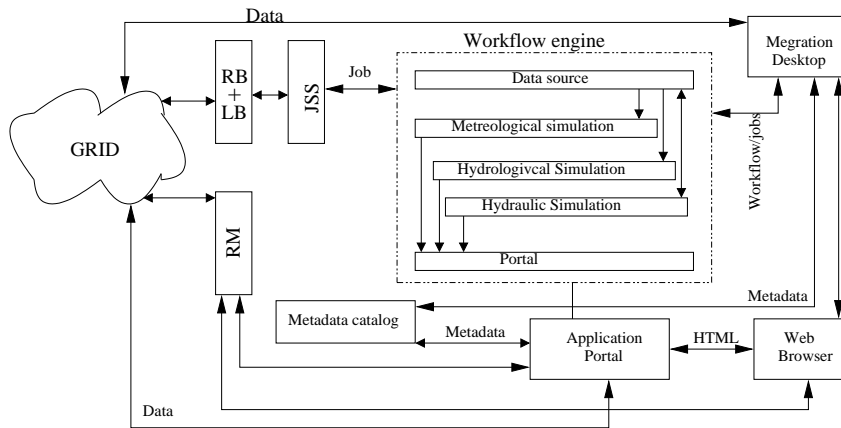 Data
Workflow engine
Megration
Desktop
RB
+
LB
JSS
Job
Data source
Metreological simulation
Hydrologivcal Simulation
Hydraulic Simulation
Portal
Workflow/jobs
GRID
RM
Metadata
Metadata catalog
Metadata
Application
Portal
HTML
Web
Browser
Data